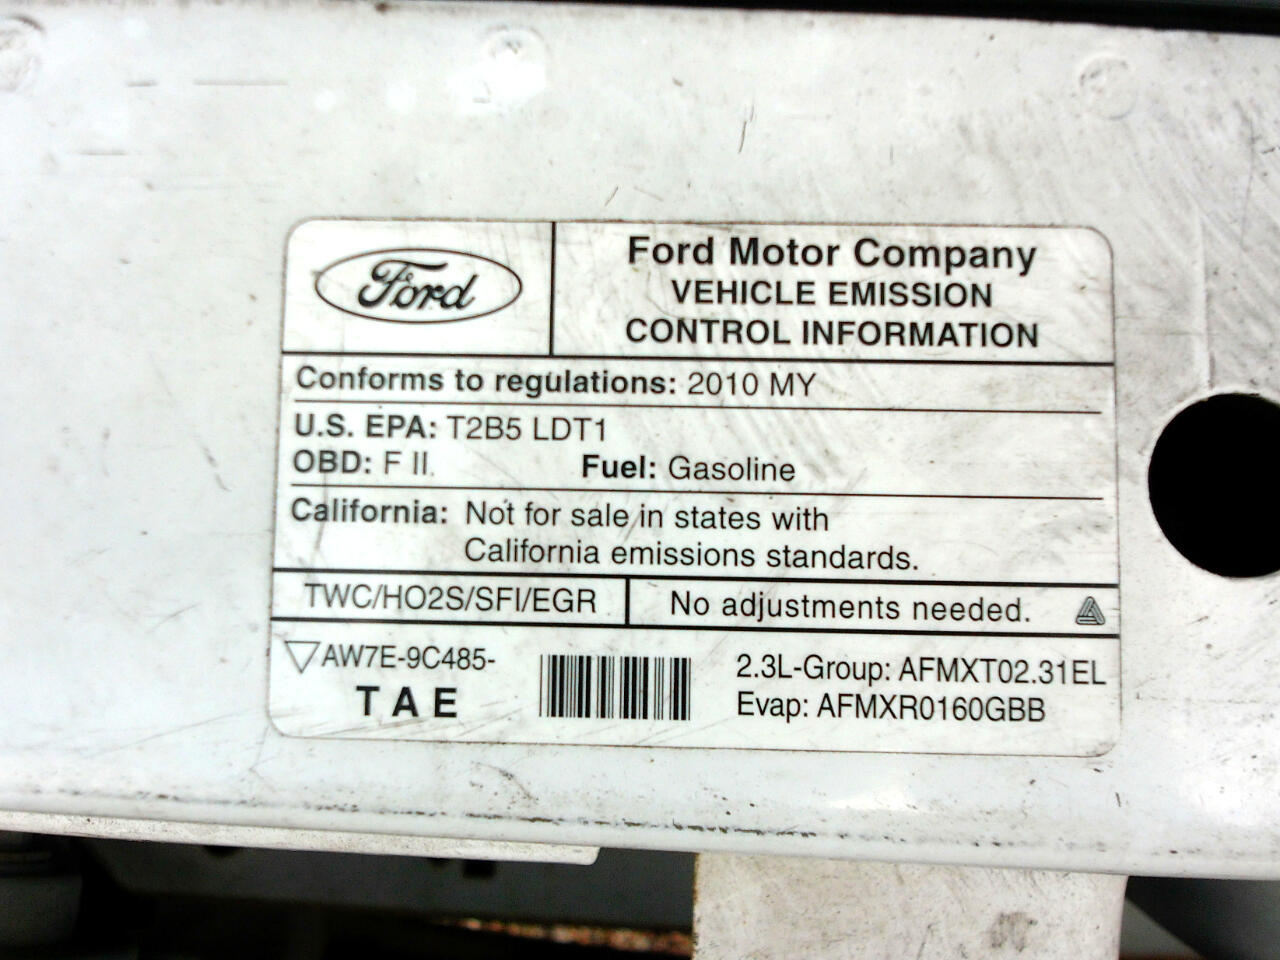 Ford
Ford Motor Company
VEHICLE EMISSION
CONTROL INFORMATION
Conforms to regulations: 2010 MY
U.S. EPA: T2B5 LDT1
OBD: F II. Fuel: Gasoline
California: Not for sale in states with
California emissions standards.
TWC/HO2S/SFI/EGR No adjustments needed.
AW7E-9C485-
TAE
2.3L-Group: AFMXT02.31EL
Evap: AFMXR0160GBB